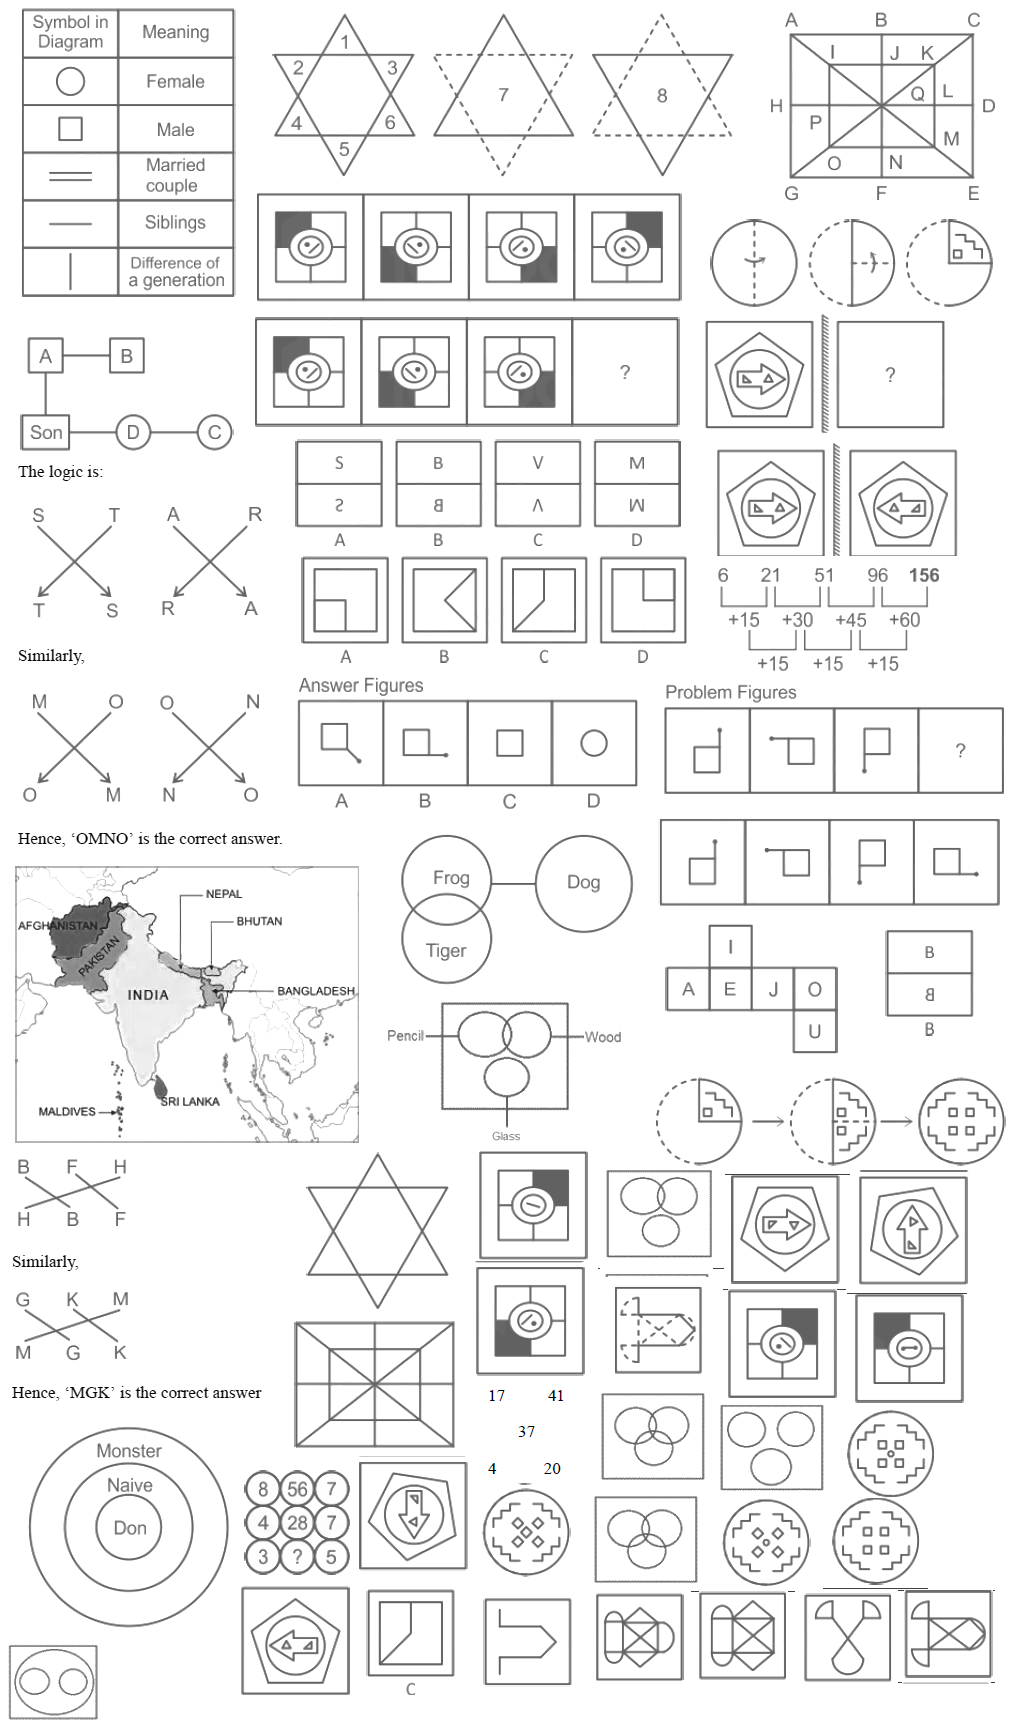 Symbol in
Diagram
Meaning
Female
Male
Married
couple
Siblings
Difference of
a generation
1
2
3
4
5
6
7
8
A B C
I J K
H P Q L D
O N M
G F E
A B
Son D C
The logic is:
S T A R
T S R A
Similarly,
M O O N
O M N O
Hence, ‘OMNO’ is the correct answer.
?
?
S B V M
S B V M
A B C D
A B C D
6 21 51 96 156
+15 +30 +45 +60
+15 +15 +15
Answer Figures
A B C D
Problem Figures
?
AFGHANISTAN
PAKISTAN
NEPAL
BHUTAN
INDIA
BANGLADESH
MALDIVES
SRI LANKA
Frog Dog
Tiger
Pencil Wood
Glass
I
A E J O
U
B
B
B
B F H
H B F
Similarly,
G K M
M G K
Hence, ‘MGK’ is the correct answer
17 41
37
4 20
Monster
Naive
Don
8 56 7
4 28 7
3 ? 5
C